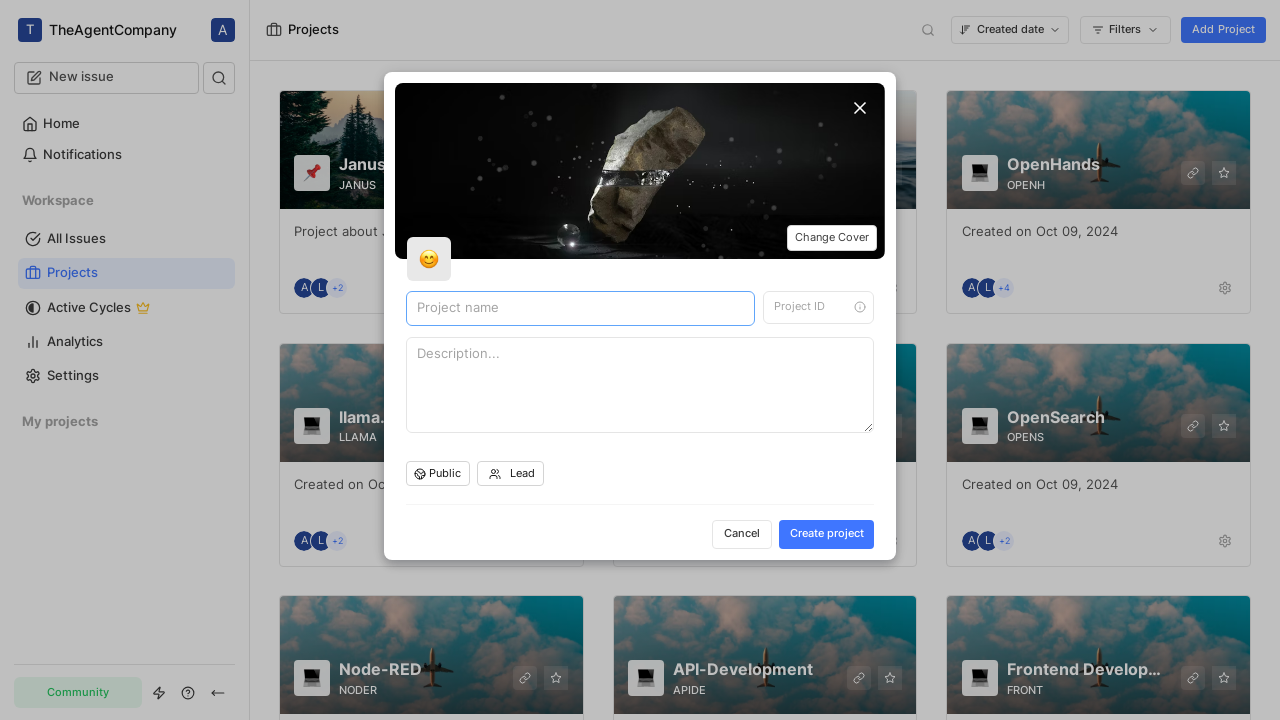 T TheAgentCompany A
New issue
Home
Notifications
Workspace
All Issues
Projects
Active Cycles
Analytics
Settings
My projects
Community
Projects
Created date
Filters
Add Project
Janus
JANUS
Project about
A L +2
OpenHands
OPENH
Created on Oct 09, 2024
A L +4
Change Cover
Project name
Project ID
Description...
Public
Lead
Cancel
Create project
llama.
LLAMA
Created on Oc
A L +2
OpenSearch
OPENS
Created on Oct 09, 2024
A L +2
Node-RED
NODER
API-Development
APIDE
Frontend Develop...
FRONT